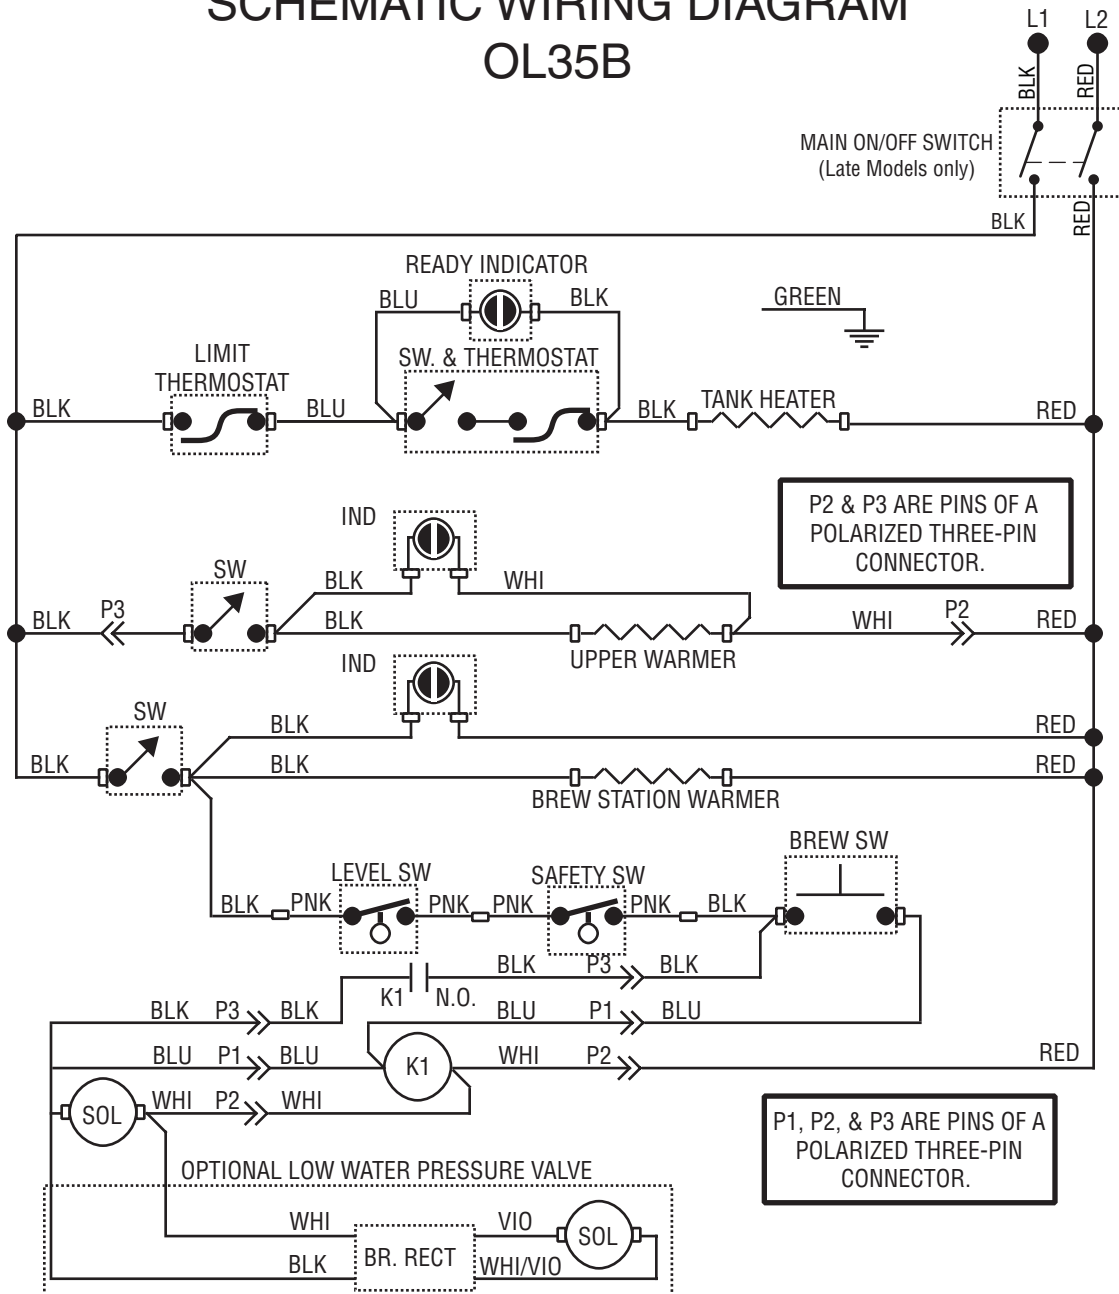 SCHEMATIC WIRING DIAGRAM
OL35B
L1 L2
BLK RED
MAIN ON/OFF SWITCH
(Late Models only)
BLK RED
READY INDICATOR
BLU BLK
GREEN
LIMIT
THERMOSTAT
SW. & THERMOSTAT
BLK BLU BLK TANK HEATER RED
P2 & P3 ARE PINS OF A
POLARIZED THREE-PIN
CONNECTOR.
IND
SW
BLK WHI
BLK P3 BLK WHI P2 RED
UPPER WARMER
IND
SW
BLK RED
BLK BLK RED
BREW STATION WARMER
BREW SW
LEVEL SW SAFETY SW
BLK PNK PNK PNK PNK BLK
K1 N.O. BLK P3 BLK
BLK P3 BLK BLU P1 BLU
BLU P1 BLU K1 WHI P2 RED
SOL WHI P2 WHI
P1, P2, & P3 ARE PINS OF A
POLARIZED THREE-PIN
CONNECTOR.
OPTIONAL LOW WATER PRESSURE VALVE
WHI VIO SOL
BLK BR. RECT WHI/VIO